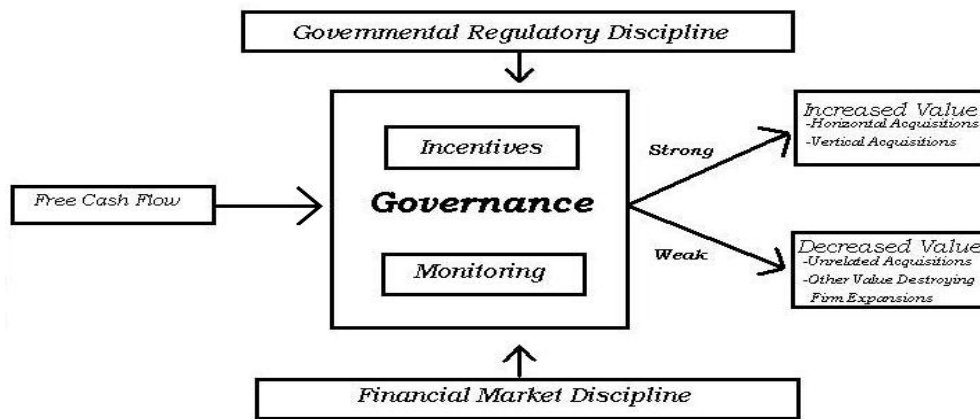 Governmental Regulatory Discipline
Incentives
Governance
Monitoring
Free Cash Flow
Strong
Weak
Increased Value
-Horizontal Acquisitions
-Vertical Acquisitions
Decreased Value
-Unrelated Acquisitions
-Other Value Destroying
Firm Expansions
Financial Market Discipline